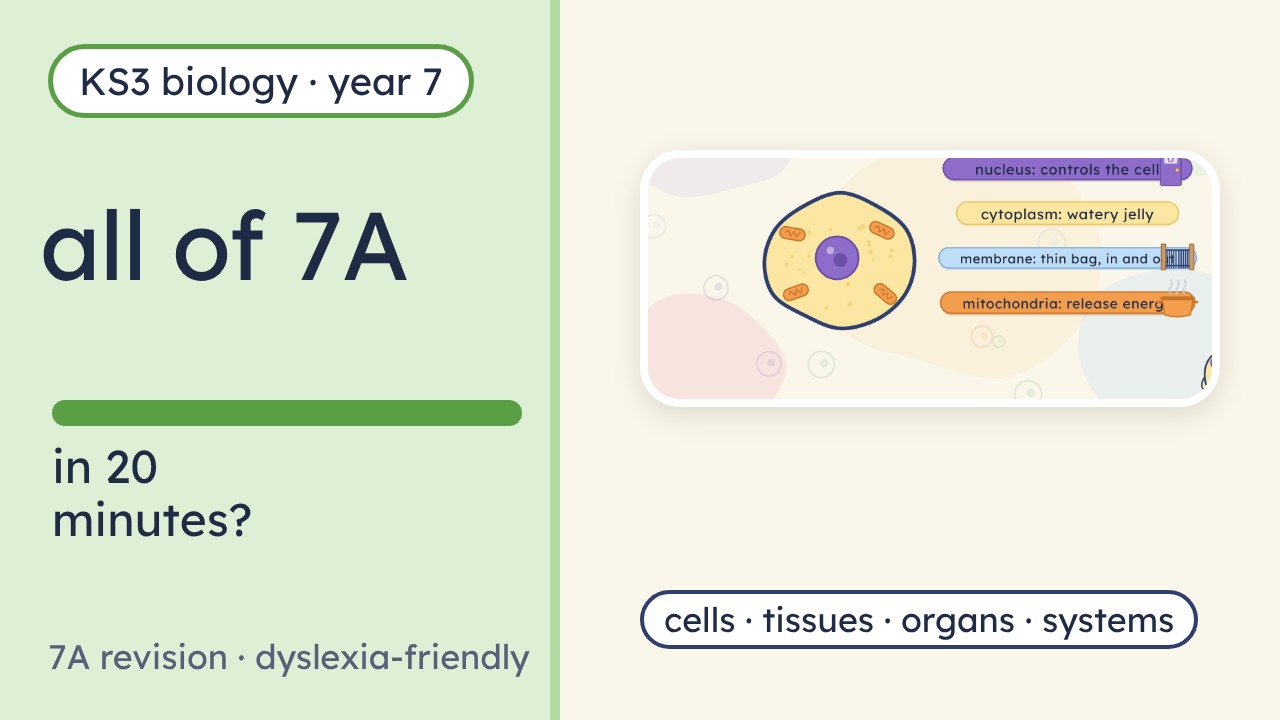 KS3 biology · year 7
all of 7A
in 20
minutes?
7A revision · dyslexia-friendly
nucleus: controls the cell
cytoplasm: watery jelly
membrane: thin bag, in and out
mitochondria: release energ
cells · tissues · organs · systems